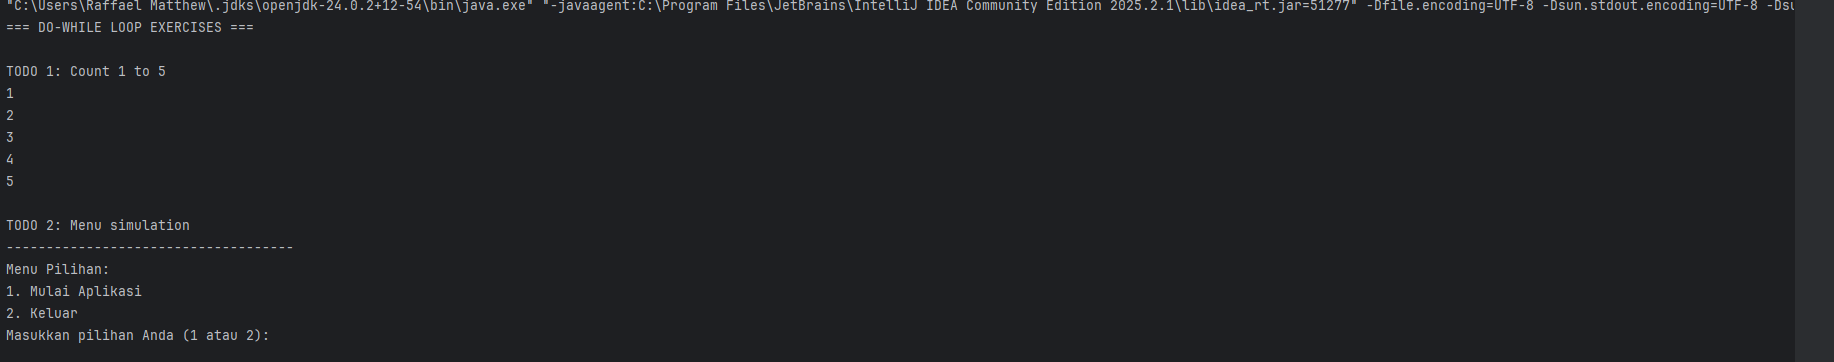 "C:\Users\Raffael Matthew\.jdks\openjdk-24.0.2+12-54\bin\java.exe" "-javaagent:C:\Program Files\JetBrains\IntelliJ IDEA Community Edition 2025.2.1\lib\idea_rt.jar=51277" -Dfile.encoding=UTF-8 -Dsun.stdout.encoding=UTF-8 -Dsu
=== DO-WHILE LOOP EXERCISES ===
TODO 1: Count 1 to 5
1
2
3
4
5
TODO 2: Menu simulation
------------------------------------
Menu Pilihan:
1. Mulai Aplikasi
2. Keluar
Masukkan pilihan Anda (1 atau 2):